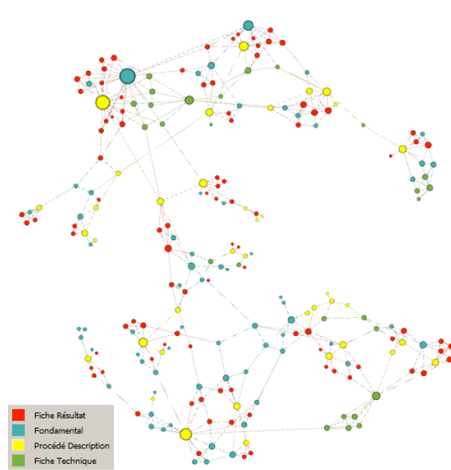 Fiche Résultat
Fondamental
Procédé Description
Fiche Technique